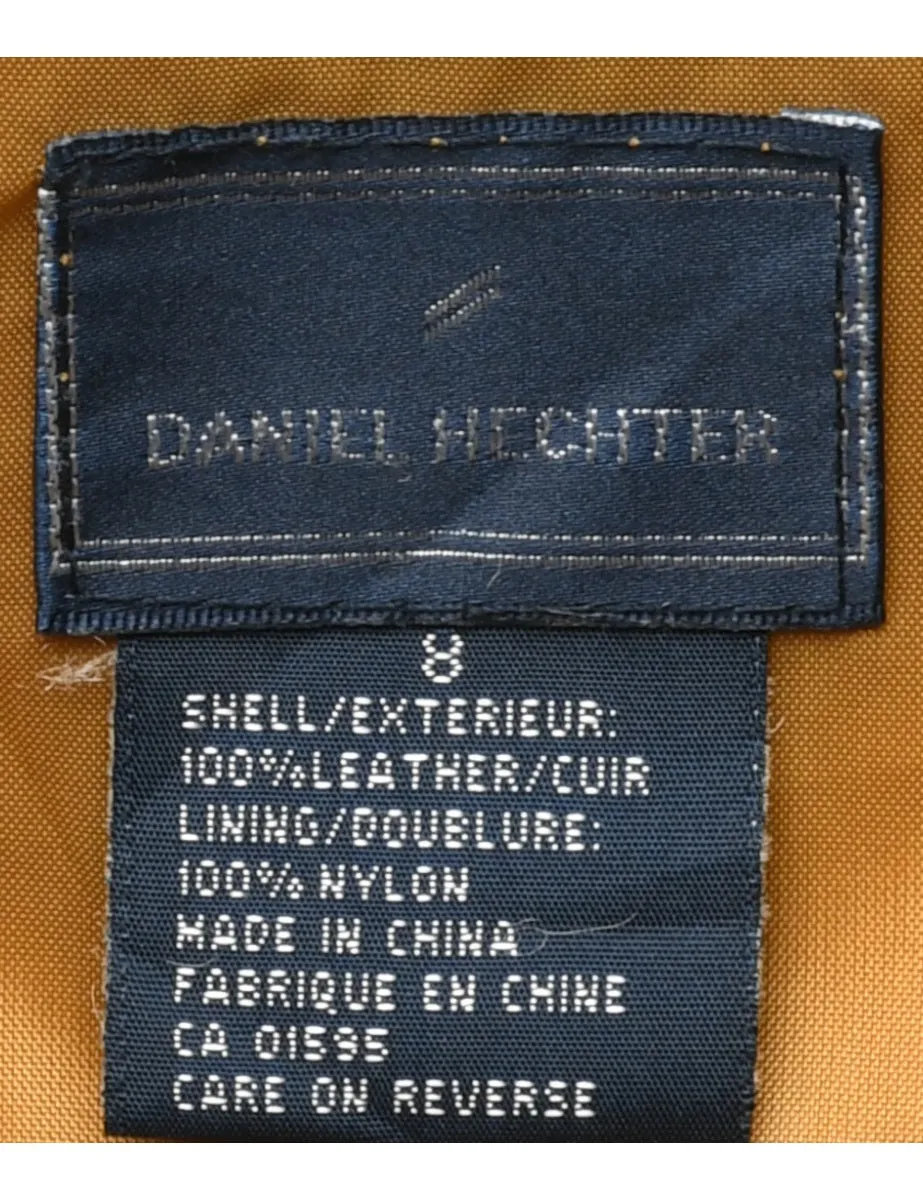 DANIEL HECHTER
8
SHELL/EXTERIEUR:
100%LEATHER/CUIR
LINING/DOUBLURE:
100% NYLON
MADE IN CHINA
FABRIQUE EN CHINE
CA 01595
CARE ON REVERSE